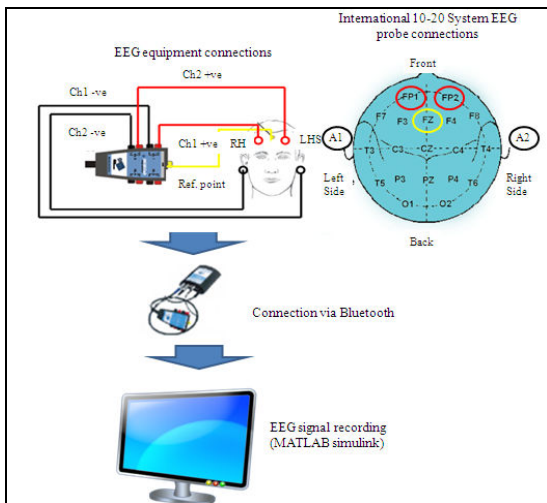 International 10-20 System EEG
probe connections
EEG equipment connections
Ch2 +ve
Ch1 -ve
Ch2 -ve
Ch1 +ve
RH
LHS
Ref. point
Front
FP1
FP2
F7
F3
FZ
F4
F8
A1
A2
T3
C3
CZ
C4
T4
Left
Side
Right
Side
T5
P3
PZ
P4
T6
O1
O2
Back
Connection via Bluetooth
EEG signal recording
(MATLAB simulink)